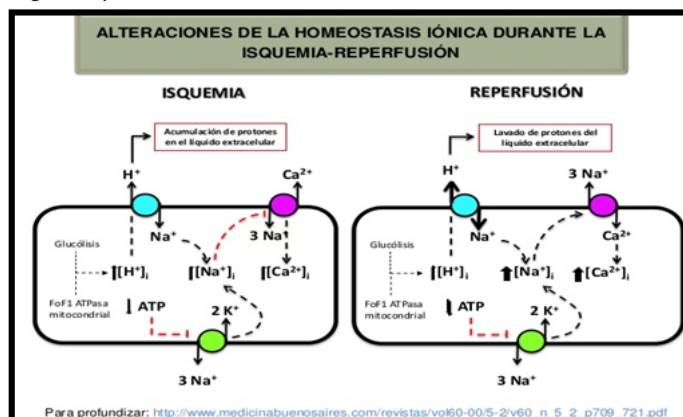 ALTERACIONES DE LA HOMEOSTASIS IÓNICA DURANTE LA
ISQUEMIA-REPERFUSIÓN
ISQUEMIA
Acumulación de protones
en el líquido extracelular
H⁺
Ca²⁺
Na⁺
3 Na⁺
Glucólisis
[H⁺]i
[Na⁺]i
[Ca²⁺]i
FoF1 ATPasa
mitocondrial
ATP
2 K⁺
3 Na⁺
REPERFUSIÓN
Lavado de protones del
líquido extracelular
H⁺
3 Na⁺
Na⁺
Ca²⁺
Glucólisis
[H⁺]i
[Na⁺]i
[Ca²⁺]i
FoF1 ATPasa
mitocondrial
ATP
2 K⁺
3 Na⁺
Para profundizar: http://www.medicinabuenosaires.com/revistas/vol60-00/5-2/v60_n_5_2_p709_721.pdf